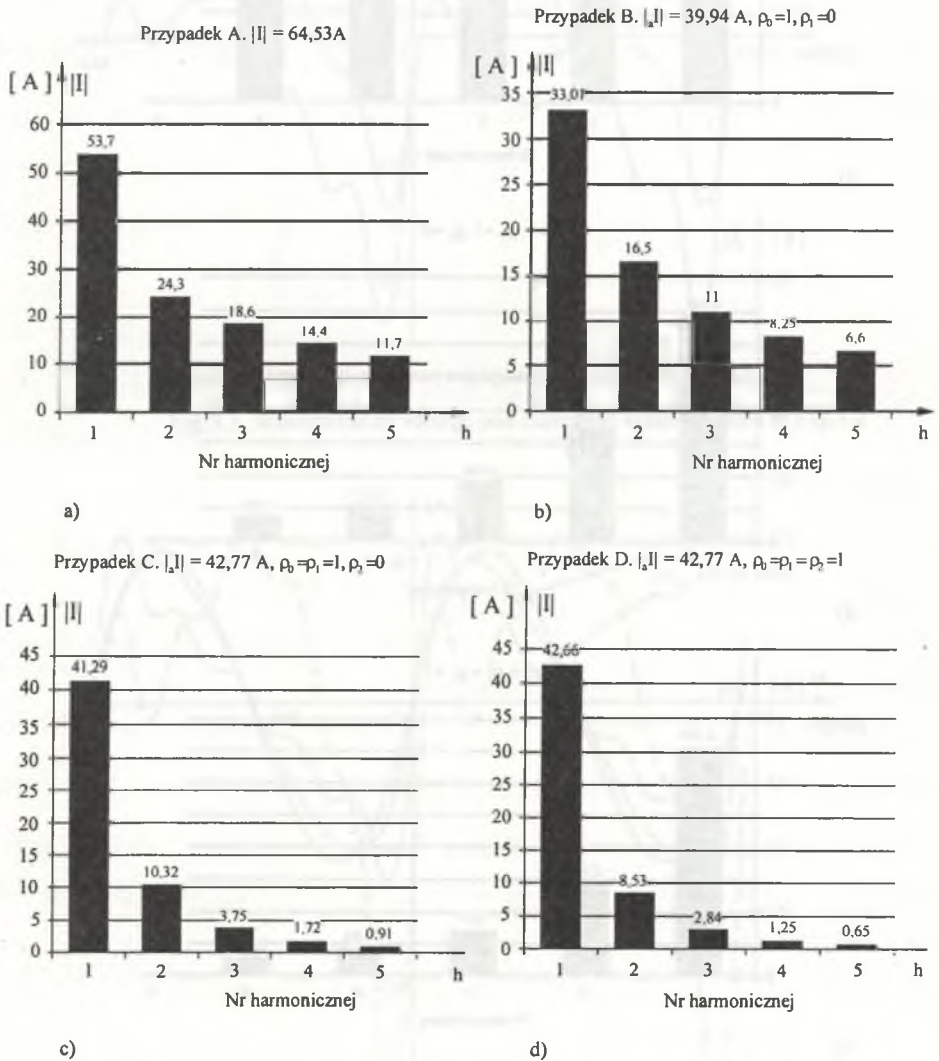 Przypadek A. |I| = 64,53A
[ A ] |I|
60
50
40
30
20
10
0
53,7
24,3
18,6
14,4
11,7
1 2 3 4 5 h
Nr harmonicznej
a)
Przypadek B. |ₐI| = 39,94 A, ρ₀=1, ρ₁=0
[ A ] |I|
35
30
25
20
15
10
5
0
33,01
16,5
11
8,25
6,6
1 2 3 4 5 h
Nr harmonicznej
b)
Przypadek C. |ₐI| = 42,77 A, ρ₀=ρ₁=1, ρ₂=0
[ A ] |I|
45
40
35
30
25
20
15
10
5
0
41,29
10,32
3,75
1,72
0,91
1 2 3 4 5 h
Nr harmonicznej
c)
Przypadek D. |ₐI| = 42,77 A, ρ₀=ρ₁=ρ₂=1
[ A ] |I|
45
40
35
30
25
20
15
10
5
0
42,66
8,53
2,84
1,25
0,65
1 2 3 4 5 h
Nr harmonicznej
d)